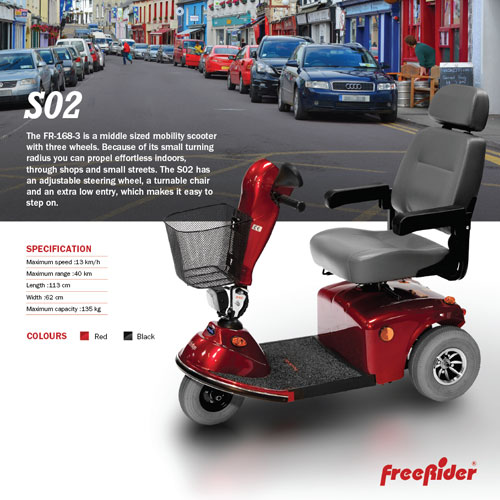 S02
The FR-168-3 is a middle sized mobility scooter
with three wheels. Because of its small turning
radius you can propel effortless indoors,
through shops and small streets. The S02 has
an adjustable steering wheel, a turnable chair
and an extra low entry, which makes it easy to
step on.
SPECIFICATION
Maximum speed :13 km/h
Maximum range :40 km
Length :113 cm
Width :62 cm
Maximum capacity :135 kg
COLOURS Red Black
FreeRider®